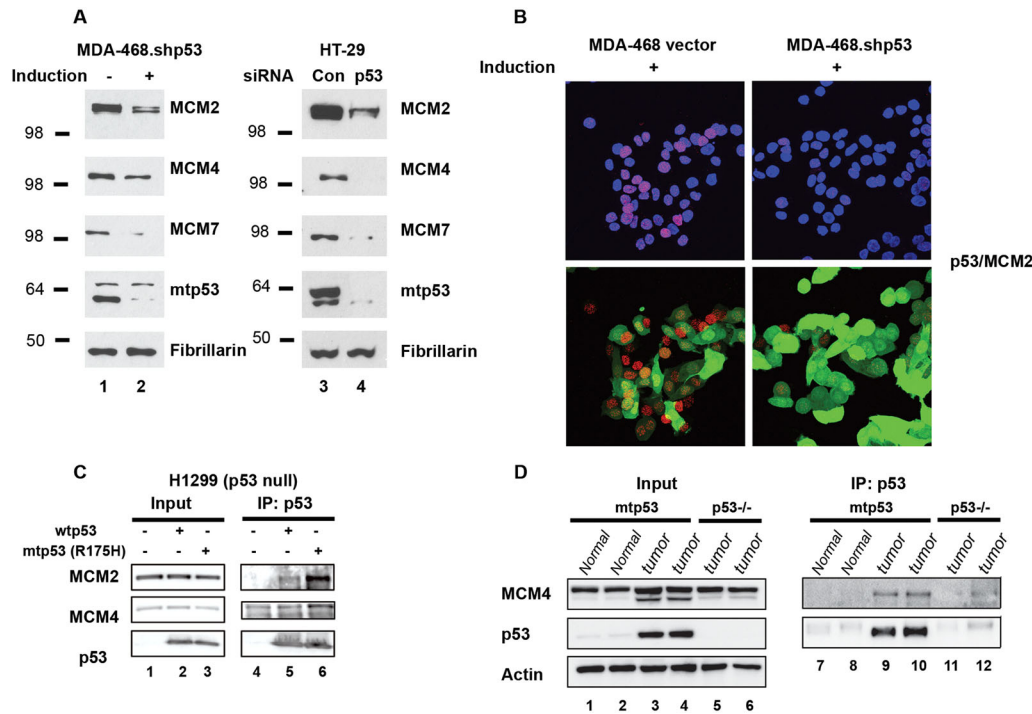 A
MDA-468.shp53
HT-29
Induction - +
siRNA Con p53
MCM2
MCM2
98
98
MCM4
MCM4
98
98
MCM7
MCM7
98
98
mtp53
mtp53
64
64
50
50
Fibrillarin
Fibrillarin
1 2
3 4
B
MDA-468 vector
MDA-468.shp53
Induction + +
p53/MCM2
C
H1299 (p53 null)
Input
IP: p53
wtp53 - + - - + -
mtp53 (R175H) - - + - - +
MCM2
MCM4
p53
1 2 3 4 5 6
D
Input
IP: p53
mtp53
p53-/-
mtp53
p53-/-
Normal Normal tumor tumor tumor tumor
Normal Normal tumor tumor tumor tumor
MCM4
p53
Actin
1 2 3 4 5 6
7 8 9 10 11 12